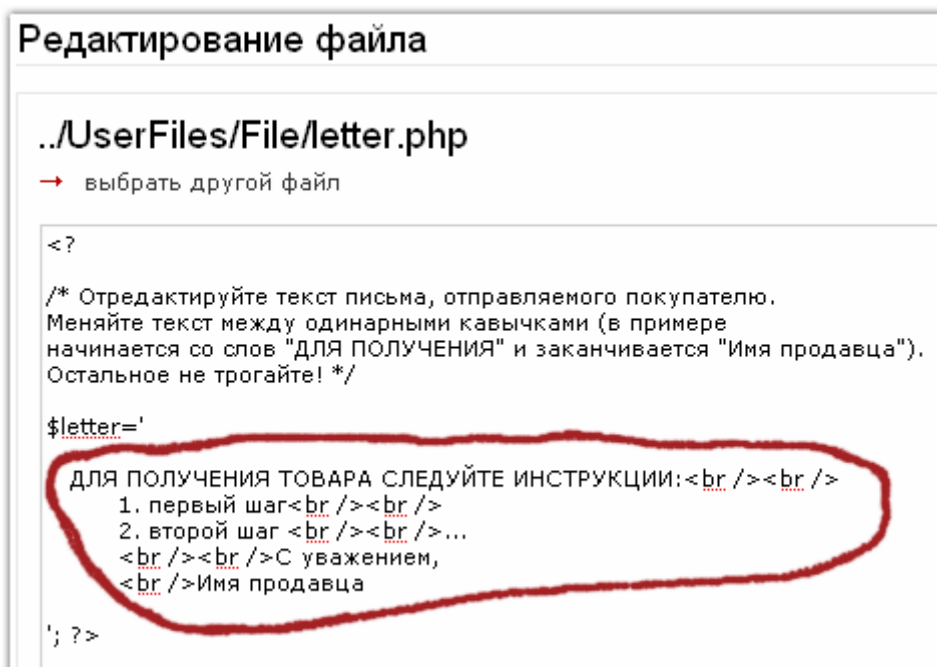 Редактирование файла
../UserFiles/File/letter.php
→ выбрать другой файл
<?
/* Отредактируйте текст письма, отправляемого покупателю.
Меняйте текст между одинарными кавычками (в примере
начинается со слов "ДЛЯ ПОЛУЧЕНИЯ" и заканчивается "Имя продавца").
Остальное не трогайте! */
$letter='
ДЛЯ ПОЛУЧЕНИЯ ТОВАРА СЛЕДУЙТЕ ИНСТРУКЦИИ:<br /><br />
1. первый шаг<br /><br />
2. второй шаг <br /><br />...
<br /><br />С уважением,
<br />Имя продавца
'; ?>